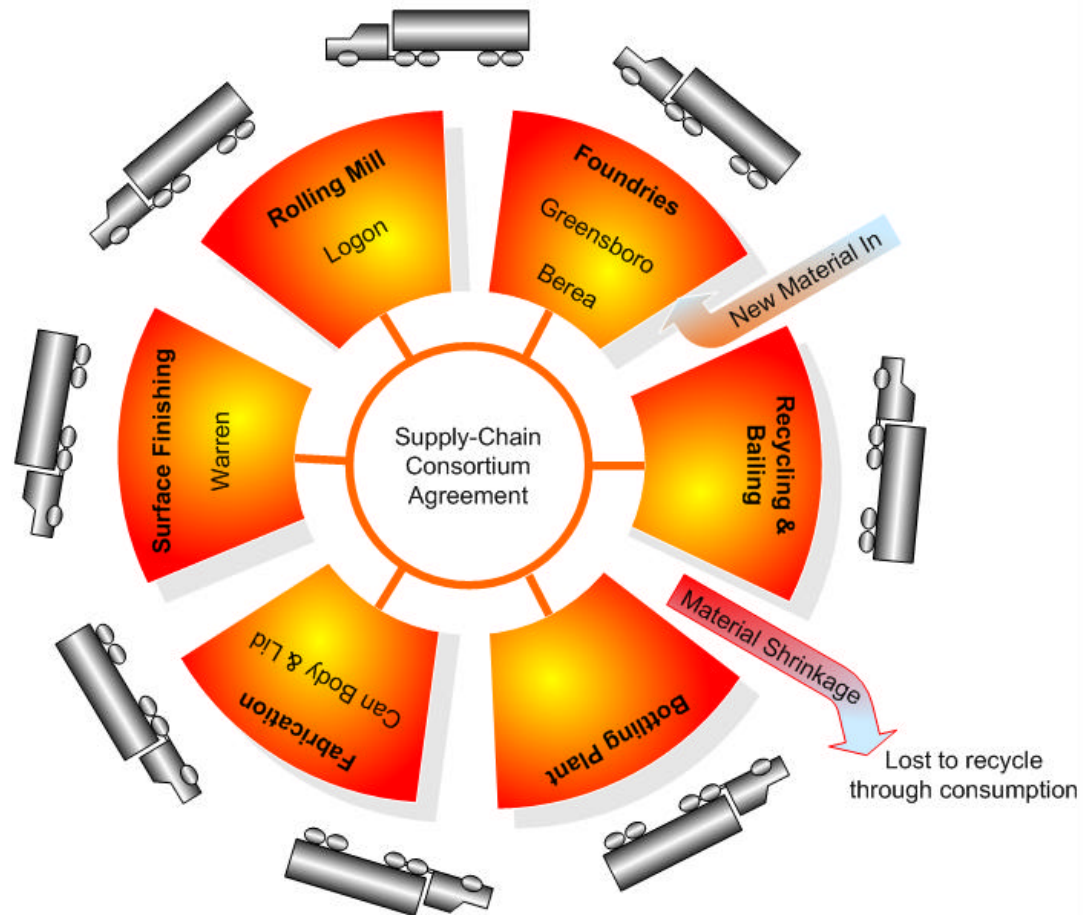 Rolling Mill
Logon
Foundries
Greensboro
Berea
New Material In
Recycling &
Bailing
Material Shrinkage
Lost to recycle
through consumption
Bottling Plant
Can Body & Lid
Fabrication
Surface Finishing
Warren
Supply-Chain
Consortium
Agreement